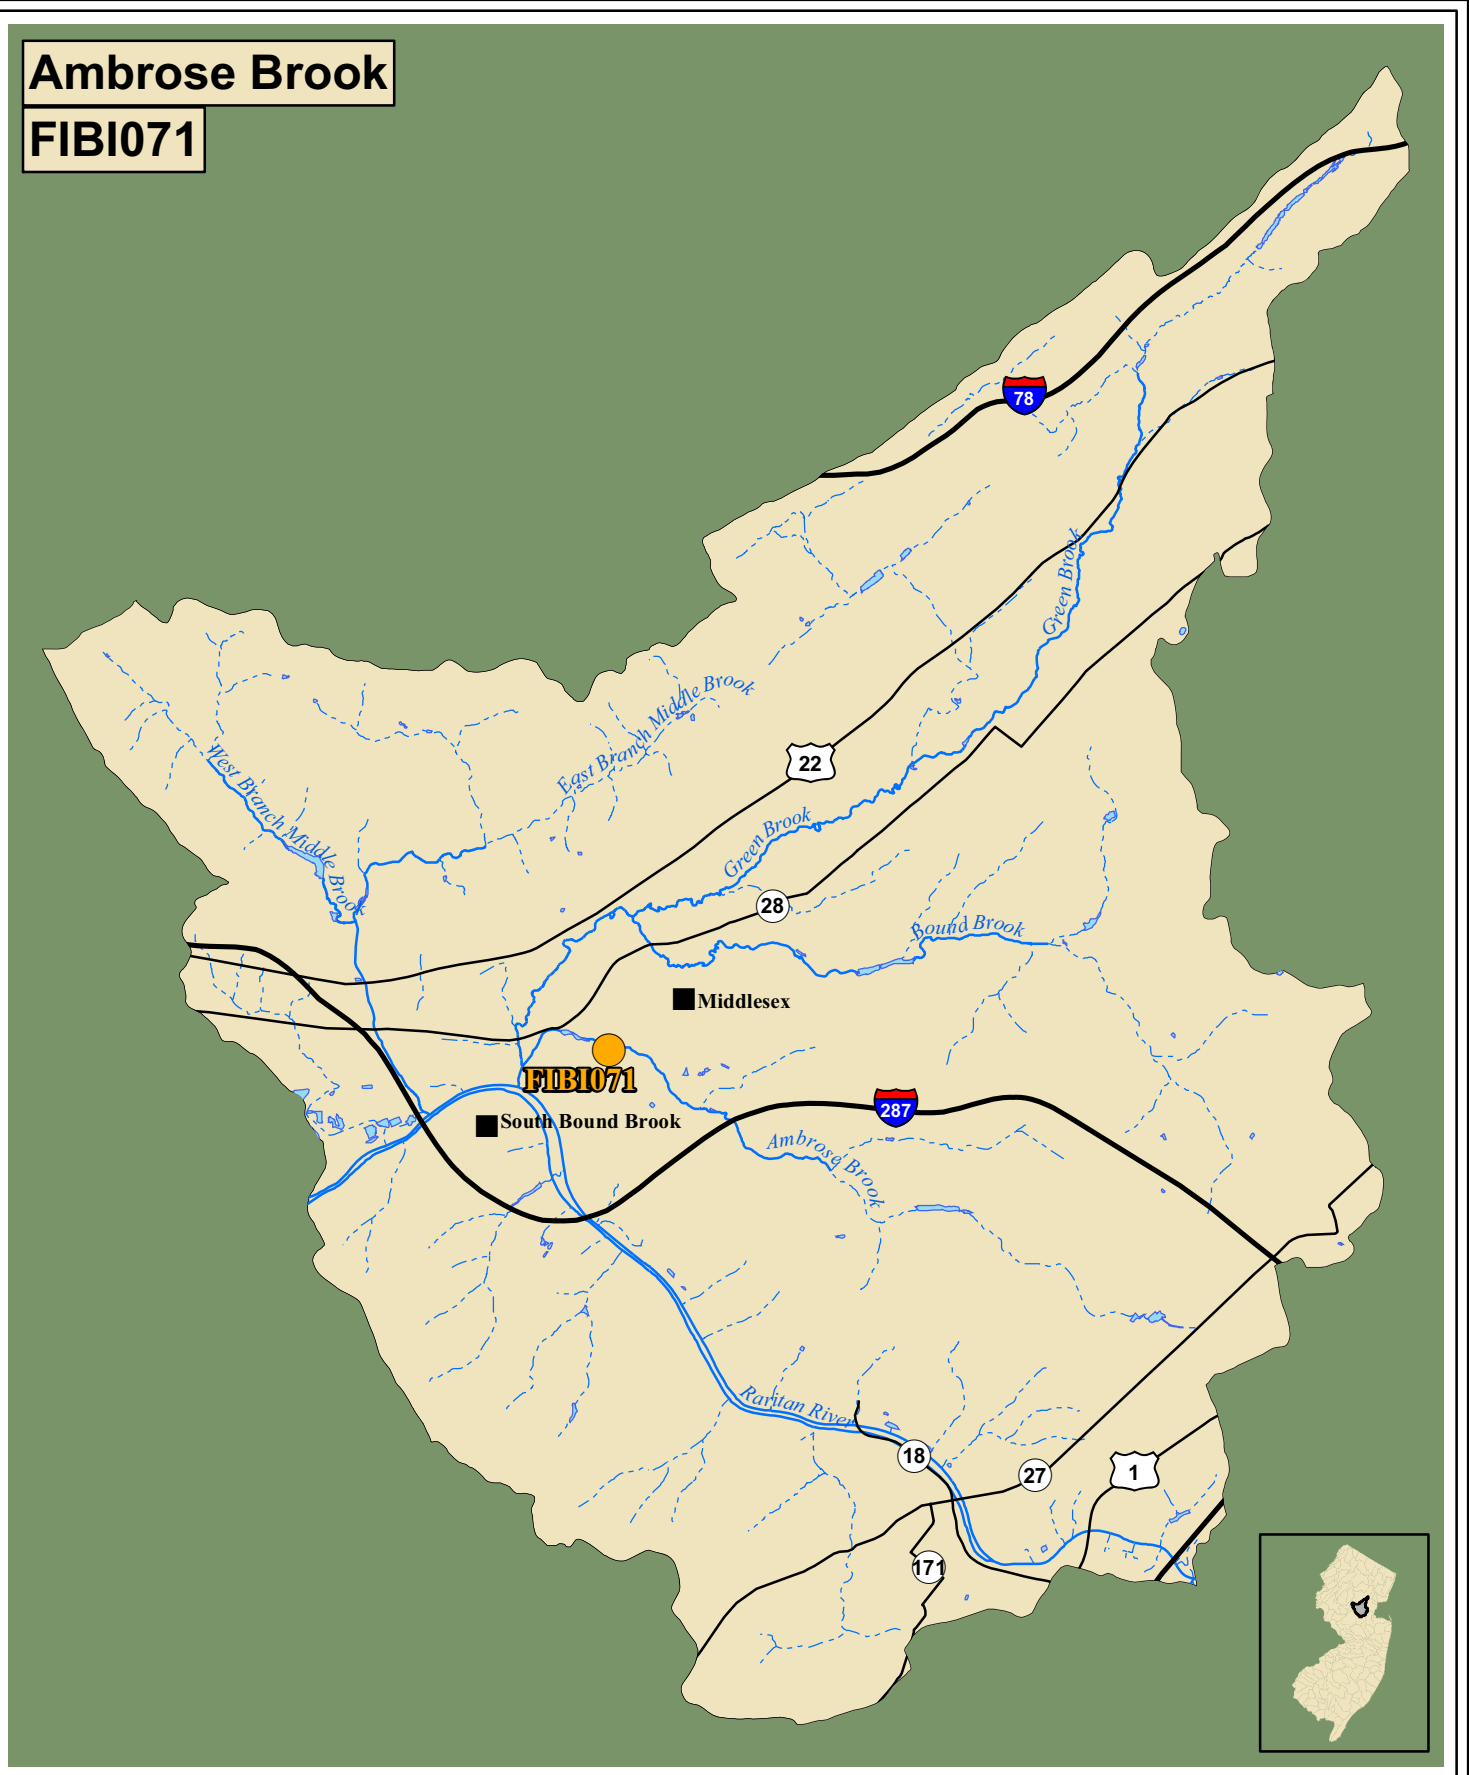 Ambrose Brook
FIBI071
78
Green Brook
East Branch Middle Brook
West Branch Middle Brook
22
Green Brook
28
Bound Brook
Middlesex
FIBI071
South Bound Brook
287
Ambrose Brook
Raritan River
18
27
1
171